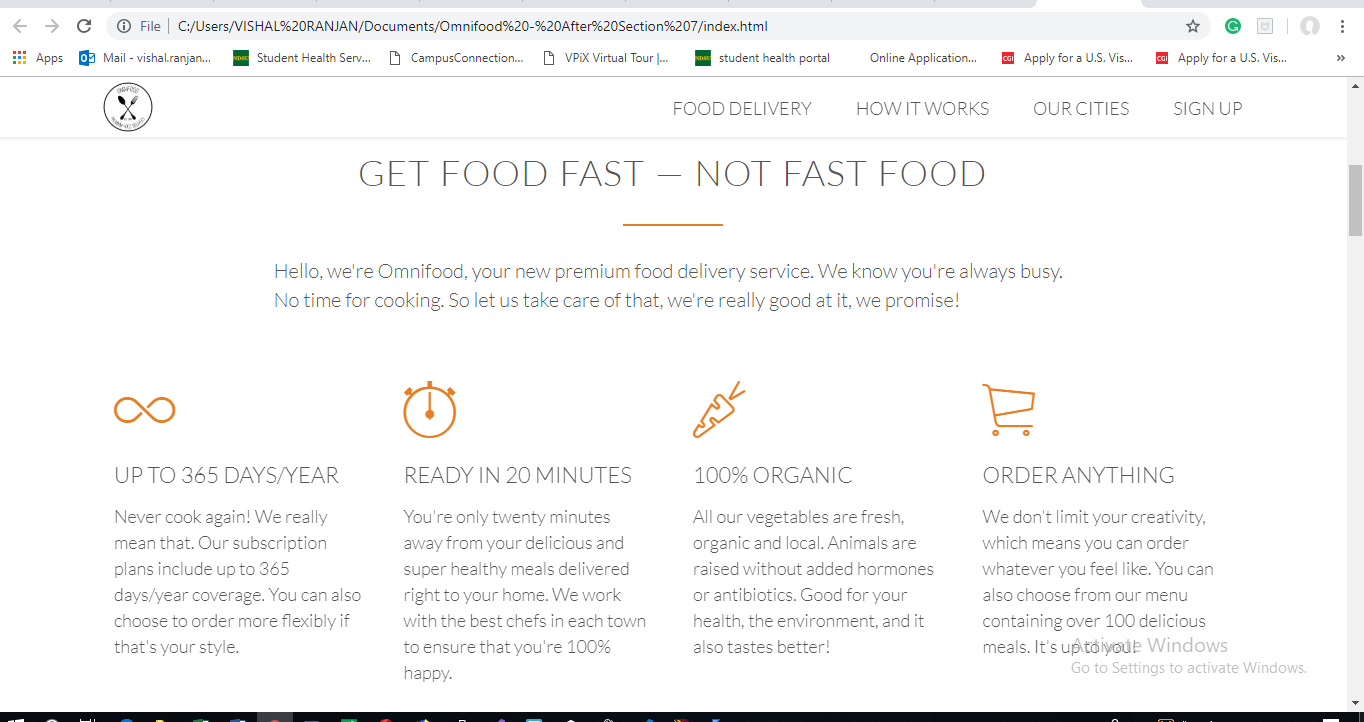 File C:/Users/VISHAL%20RANJAN/Documents/Omnifood%20-%20After%20Section%207/index.html
Apps Mail - vishal.ranjan... NDSU Student Health Serv... CampusConnection... VPiX Virtual Tour |... NDSU student health portal Online Application... CGI Apply for a U.S. Vis... CGI Apply for a U.S. Vis... »
OMNIFOOD
FOOD DELIVERY HOW IT WORKS OUR CITIES SIGN UP
GET FOOD FAST — NOT FAST FOOD
Hello, we're Omnifood, your new premium food delivery service. We know you're always busy.
No time for cooking. So let us take care of that, we're really good at it, we promise!
UP TO 365 DAYS/YEAR
Never cook again! We really
mean that. Our subscription
plans include up to 365
days/year coverage. You can also
choose to order more flexibly if
that's your style.
READY IN 20 MINUTES
You're only twenty minutes
away from your delicious and
super healthy meals delivered
right to your home. We work
with the best chefs in each town
to ensure that you're 100%
happy.
100% ORGANIC
All our vegetables are fresh,
organic and local. Animals are
raised without added hormones
or antibiotics. Good for your
health, the environment, and it
also tastes better!
ORDER ANYTHING
We don't limit your creativity,
which means you can order
whatever you feel like. You can
also choose from our menu
containing over 100 delicious
meals. It's up to you!
Activate Windows
Go to Settings to activate Windows.